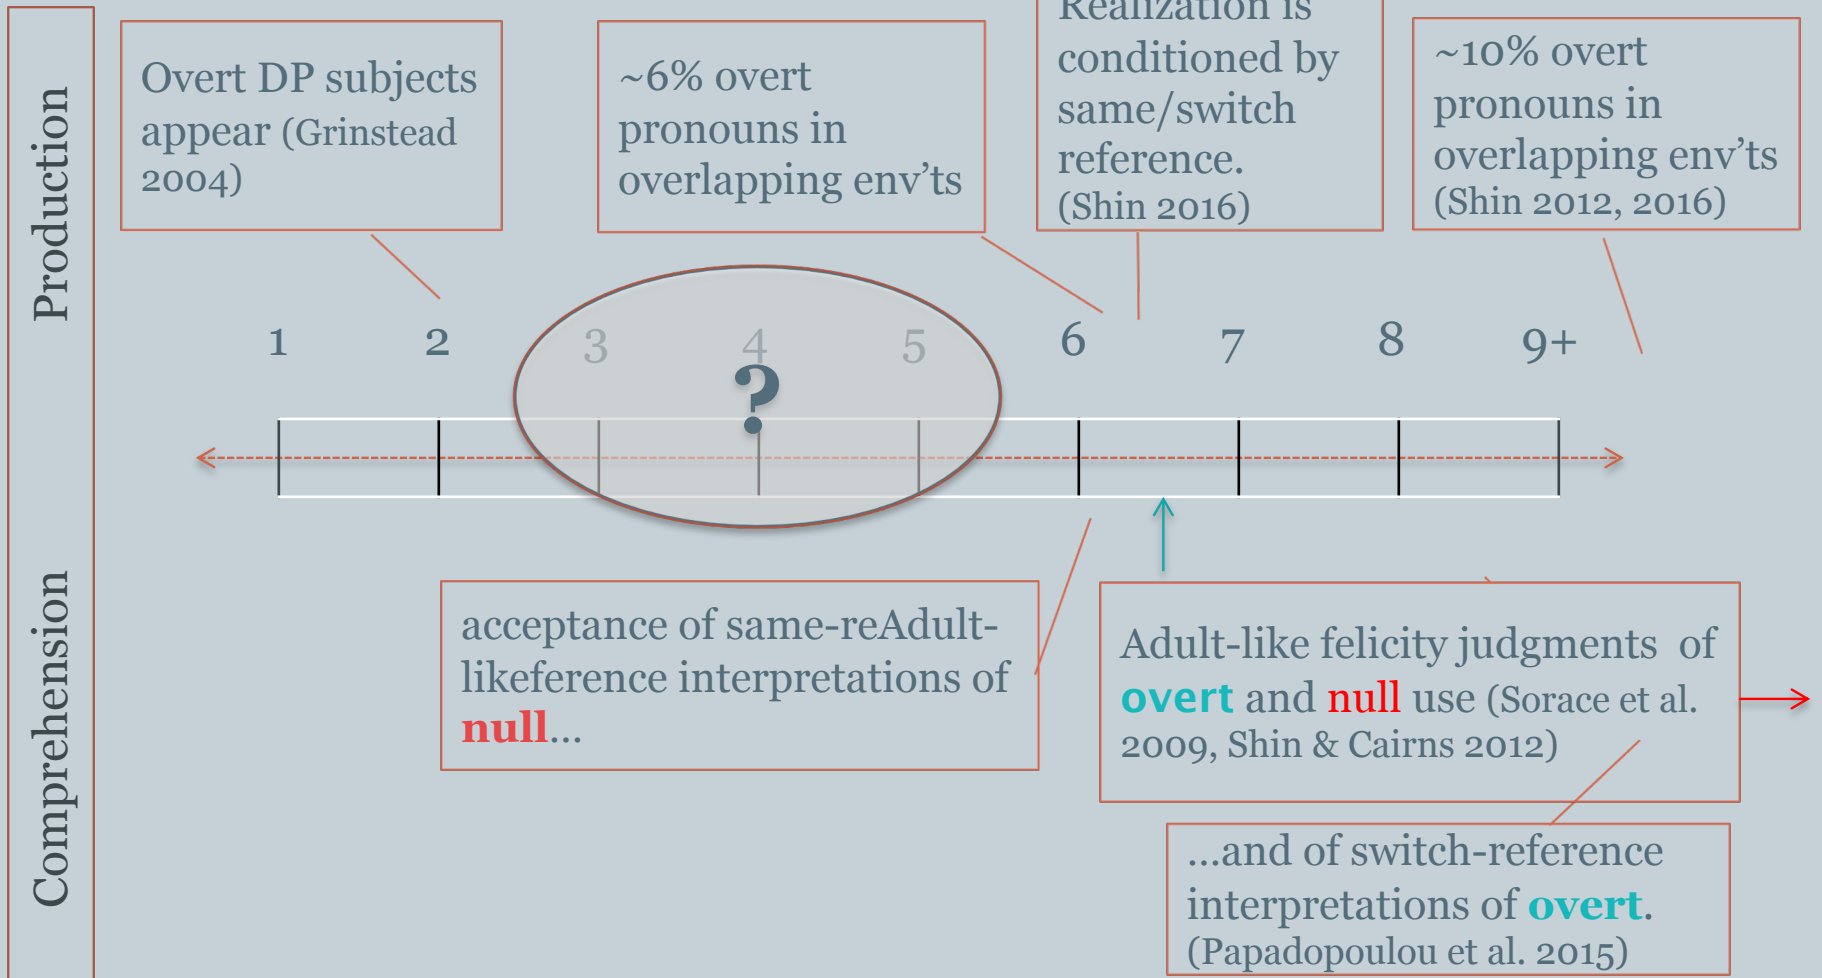 Production
Overt DP subjects
appear (Grinstead
2004)
~6% overt
pronouns in
overlapping env’ts
Realization is
conditioned by
same/switch
reference.
(Shin 2016)
~10% overt
pronouns in
overlapping env’ts
(Shin 2012, 2016)
1 2 3 4 5 6 7 8 9+
?
Comprehension
acceptance of same-reAdult-
likeference interpretations of
null...
Adult-like felicity judgments of
overt and null use (Sorace et al.
2009, Shin & Cairns 2012)
...and of switch-reference
interpretations of overt.
(Papadopoulou et al. 2015)